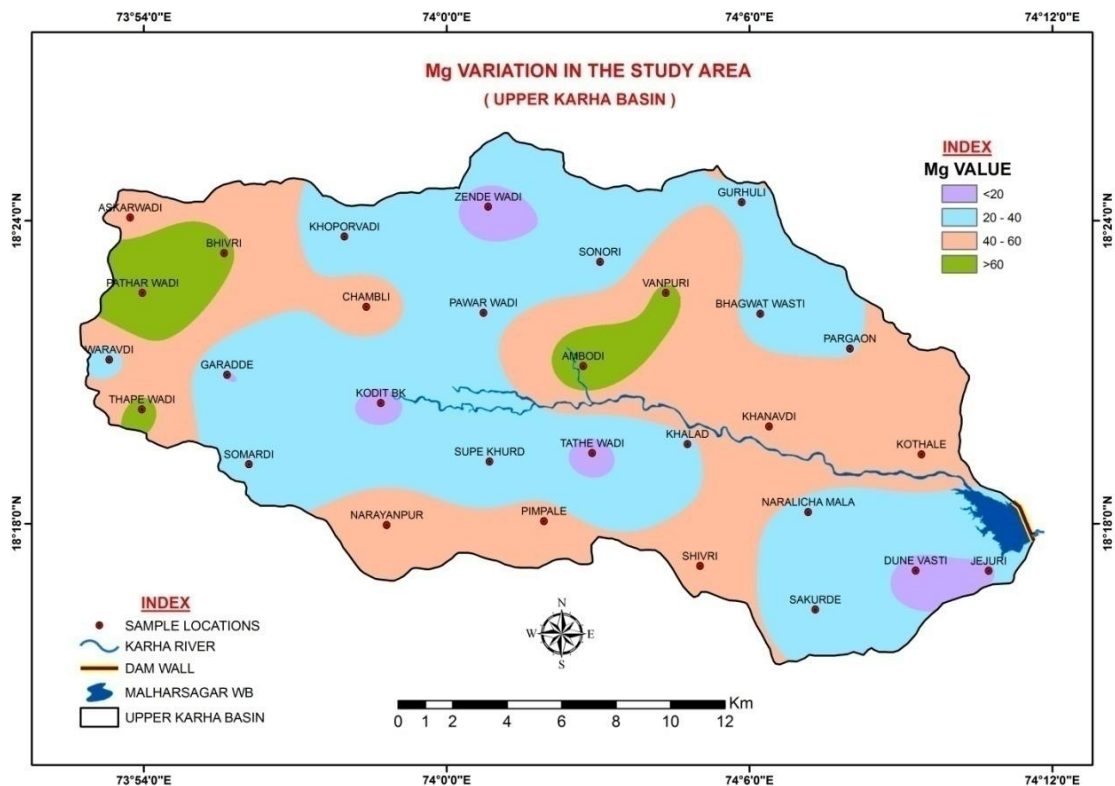 73°54'0"E 74°0'0"E 74°6'0"E 74°12'0"E
Mg VARIATION IN THE STUDY AREA
( UPPER KARHA BASIN )
INDEX
Mg VALUE
<20
20 - 40
40 - 60
>60
18°24'0"N
18°24'0"N
18°18'0"N
18°18'0"N
GURHULI
ZENDE WADI
ASKARWADI
KHOPORVADI
BHIVRI
SONORI
PATHAR WADI
VANPURI
CHAMBLI
PAWAR WADI
BHAGWAT WASTI
PARGAON
WARAVDI
GARADDE
AMBODI
KODIT BK
THAPE WADI
KHANAVDI
KHALAD
TATHE WADI
KOTHALE
SOMARDI
SUPE KHURD
NARALICHA MALA
NARAYANPUR
PIMPALE
SHIVRI
DUNE VASTI
JEJURI
SAKURDE
INDEX
SAMPLE LOCATIONS
KARHA RIVER
DAM WALL
MALHARSAGAR WB
UPPER KARHA BASIN
N
W E
S
Km
0 1 2 4 6 8 10 12
73°54'0"E 74°0'0"E 74°6'0"E 74°12'0"E